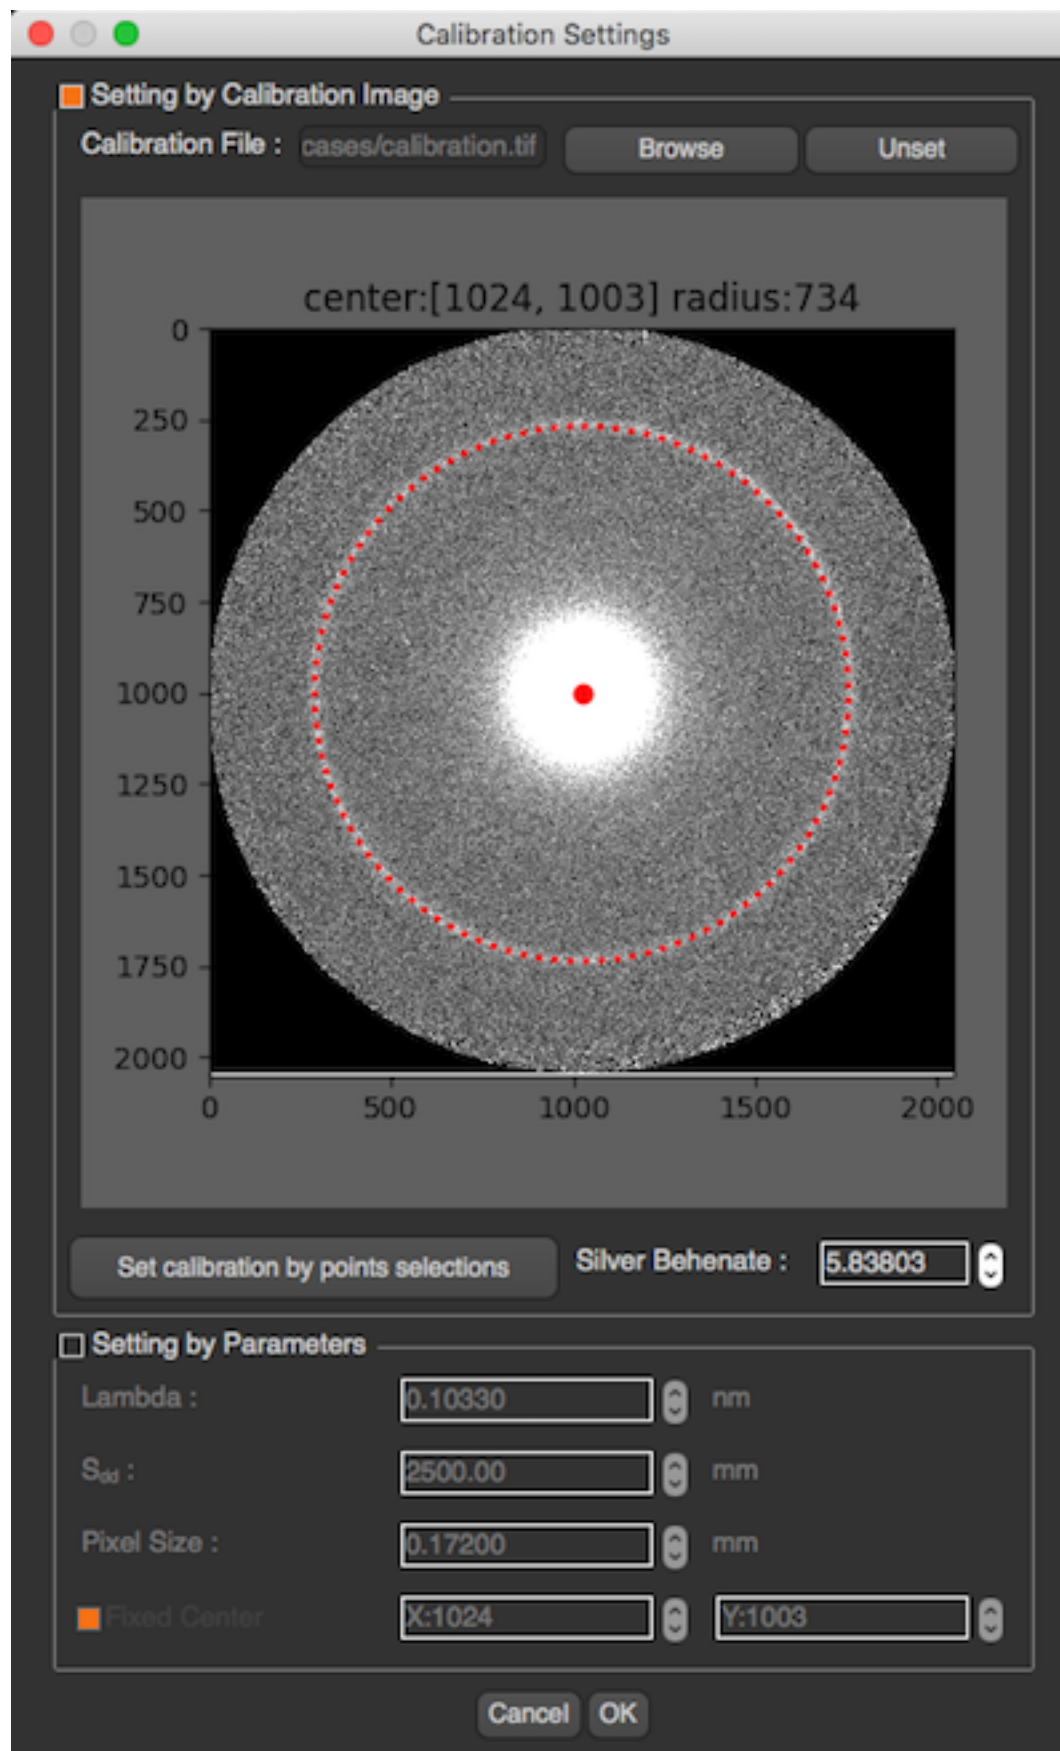 Calibration Settings
Setting by Calibration Image
Calibration File : cases/calibration.tif Browse Unset
center:[1024, 1003] radius:734
0
250
500
750
1000
1250
1500
1750
2000
0 500 1000 1500 2000
Set calibration by points selections Silver Behenate : 5.83803
Setting by Parameters
Lambda : 0.10330 nm
Sdd : 2500.00 mm
Pixel Size : 0.17200 mm
Fixed Center X:1024 Y:1003
Cancel OK